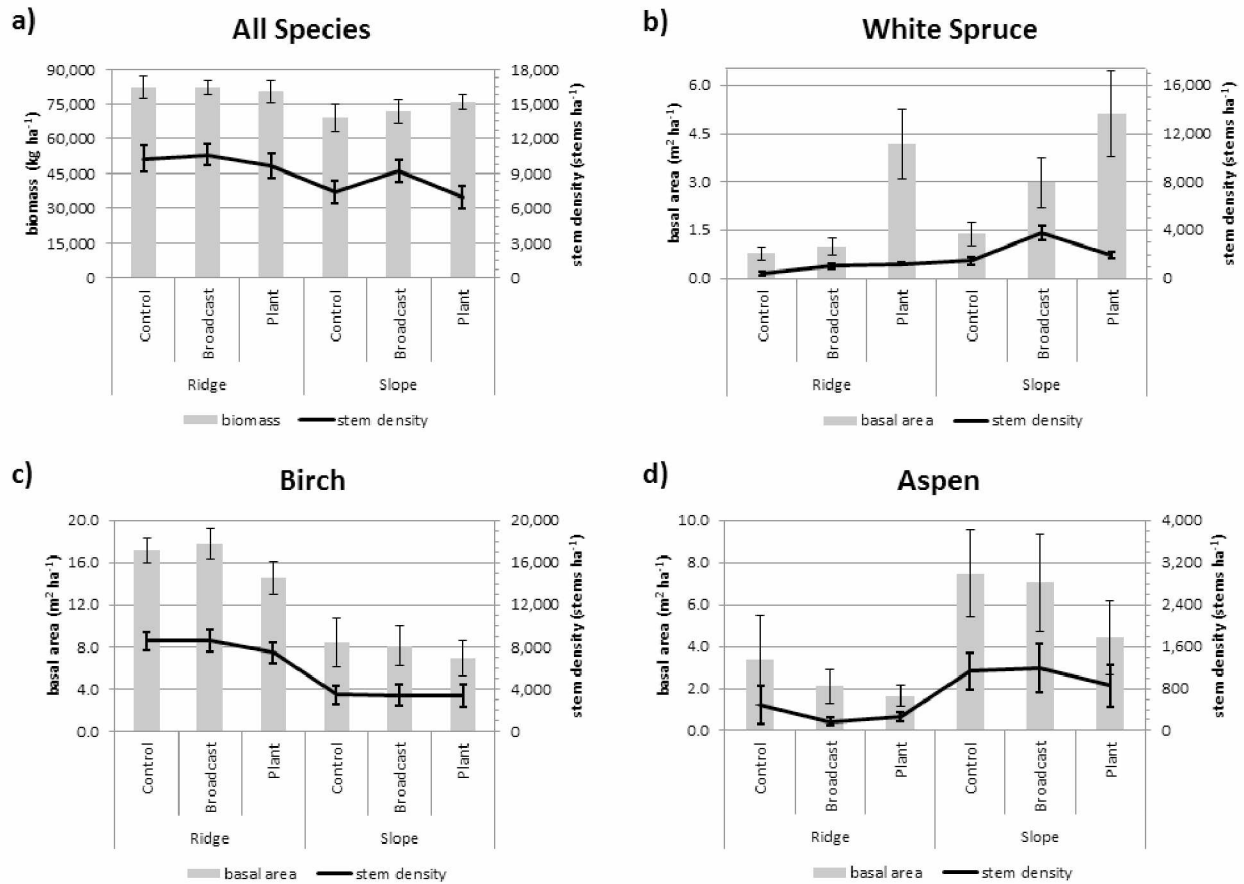 a)
All Species
biomass (kg ha⁻¹)
90,000
75,000
60,000
45,000
30,000
15,000
0
18,000
15,000
12,000
9,000
6,000
3,000
0
stem density (stems ha⁻¹)
Control
Broadcast
Plant
Control
Broadcast
Plant
Ridge
Slope
biomass
stem density
b)
White Spruce
basal area (m² ha⁻¹)
6.0
4.5
3.0
1.5
0.0
16,000
12,000
8,000
4,000
0
stem density (stems ha⁻¹)
Control
Broadcast
Plant
Control
Broadcast
Plant
Ridge
Slope
basal area
stem density
c)
Birch
basal area (m² ha⁻¹)
20.0
16.0
12.0
8.0
4.0
0.0
20,000
16,000
12,000
8,000
4,000
0
stem density (stems ha⁻¹)
Control
Broadcast
Plant
Control
Broadcast
Plant
Ridge
Slope
basal area
stem density
d)
Aspen
basal area (m² ha⁻¹)
10.0
8.0
6.0
4.0
2.0
0.0
4,000
3,200
2,400
1,600
800
0
stem density (stems ha⁻¹)
Control
Broadcast
Plant
Control
Broadcast
Plant
Ridge
Slope
basal area
stem density